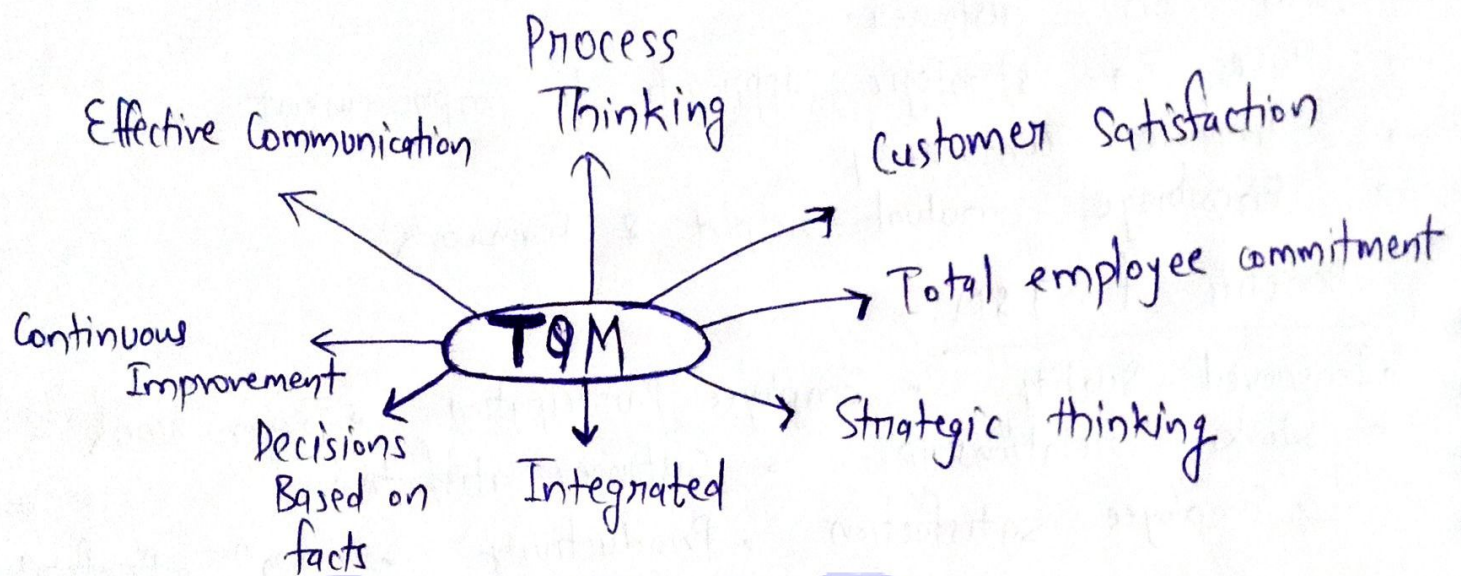 Process
Thinking
Effective Communication
Customer Satisfaction
Total employee commitment
TQM
Continuous
Improvement
Strategic thinking
Decisions
Based on
facts
Integrated